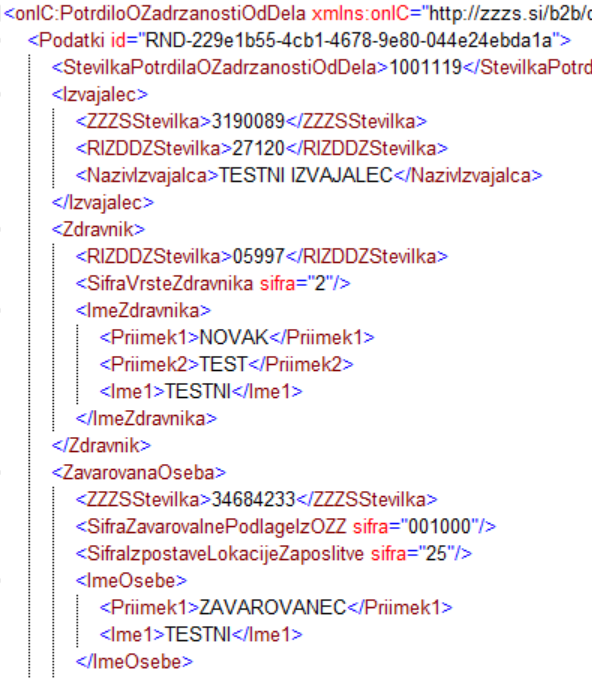 <onlC:PotrdiloOZadrzanostiOdDela xmlns:onlC="http://zzzs.si/b2b/
<Podatki id="RND-229e1b55-4cb1-4678-9e80-044e24ebda1a">
<StevilkaPotrdilaOZadrzanostiOdDela>1001119</StevilkaPotrd
<Izvajalec>
<ZZZSStevilka>3190089</ZZZSStevilka>
<RIZDDZStevilka>27120</RIZDDZStevilka>
<NazivIzvajalca>TESTNI IZVAJALEC</NazivIzvajalca>
</Izvajalec>
<Zdravnik>
<RIZDDZStevilka>05997</RIZDDZStevilka>
<SifraVrsteZdravnika sifra="2"/>
<ImeZdravnika>
<Priimek1>NOVAK</Priimek1>
<Priimek2>TEST</Priimek2>
<Ime1>TESTNI</Ime1>
</ImeZdravnika>
</Zdravnik>
<ZavarovanaOseba>
<ZZZSStevilka>34684233</ZZZSStevilka>
<SifraZavarovalnePodlageIzOZZ sifra="001000"/>
<SifraIzpostaveLokacijeZaposlitve sifra="25"/>
<ImeOsebe>
<Priimek1>ZAVAROVANEC</Priimek1>
<Ime1>TESTNI</Ime1>
</ImeOsebe>